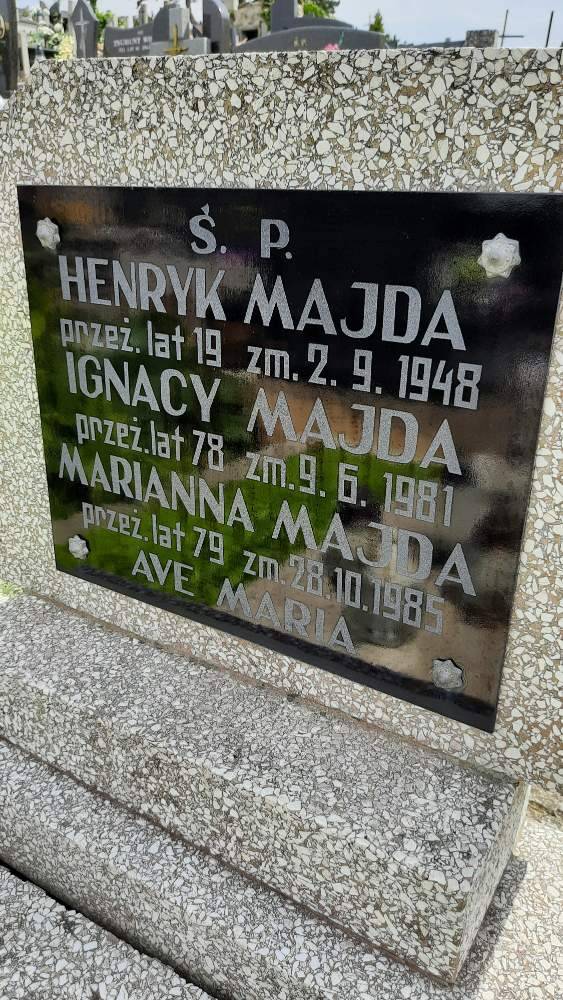 Ś. P.
HENRYK MAJDA
przeż. lat 19 zm. 2. 9. 1948
IGNACY MAJDA
przeż. lat 78 zm. 9. 6. 1981
MARIANNA MAJDA
przeż. lat 79 zm. 28.10.1985
AVE MARIA